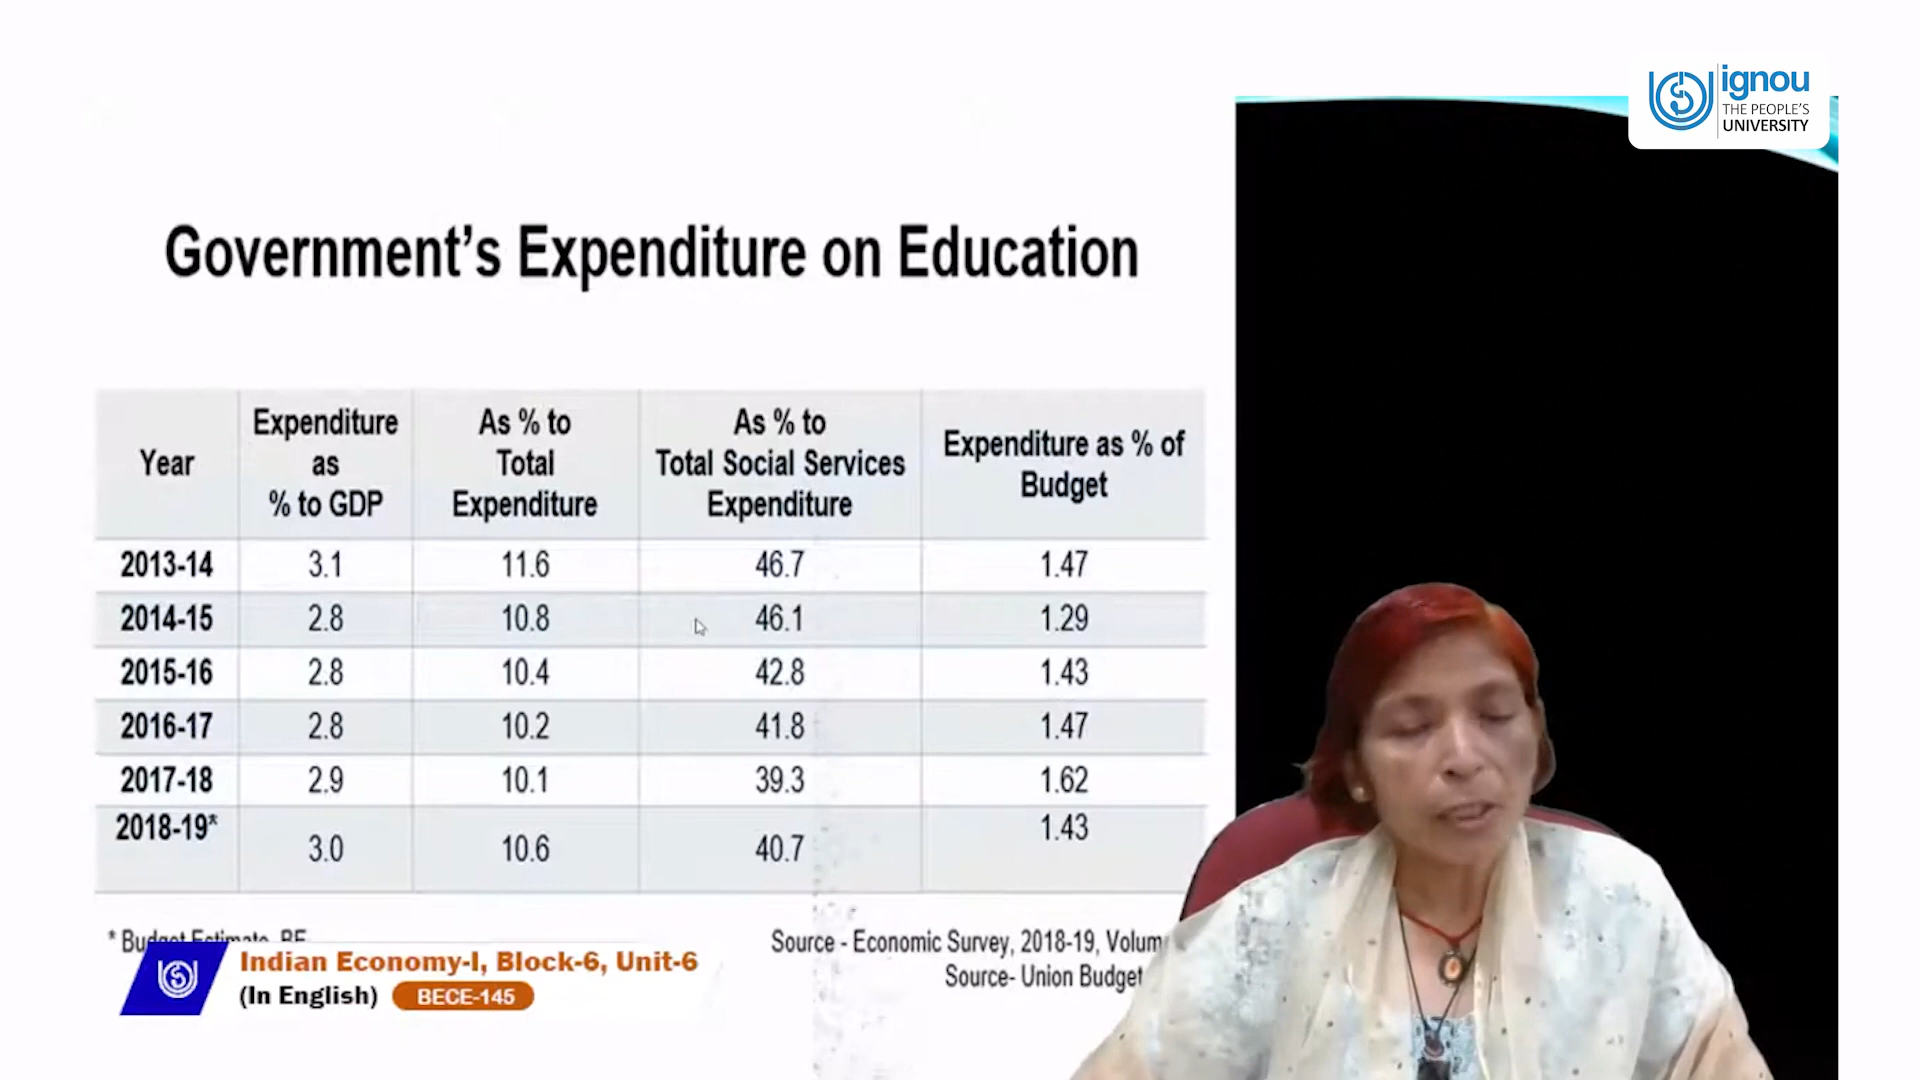 ignou
THE PEOPLE'S
UNIVERSITY
Government's Expenditure on Education
Year
Expenditure
as
% to GDP
As % to
Total
Expenditure
As % to
Total Social Services
Expenditure
Expenditure as % of
Budget
2013-14 3.1 11.6 46.7 1.47
2014-15 2.8 10.8 46.1 1.29
2015-16 2.8 10.4 42.8 1.43
2016-17 2.8 10.2 41.8 1.47
2017-18 2.9 10.1 39.3 1.62
2018-19* 3.0 10.6 40.7 1.43
* Budget Estimate, BE
Source - Economic Survey, 2018-19,
Source- Union Budget
Indian Economy-I, Block-6, Unit-6
(In English) BECE-145